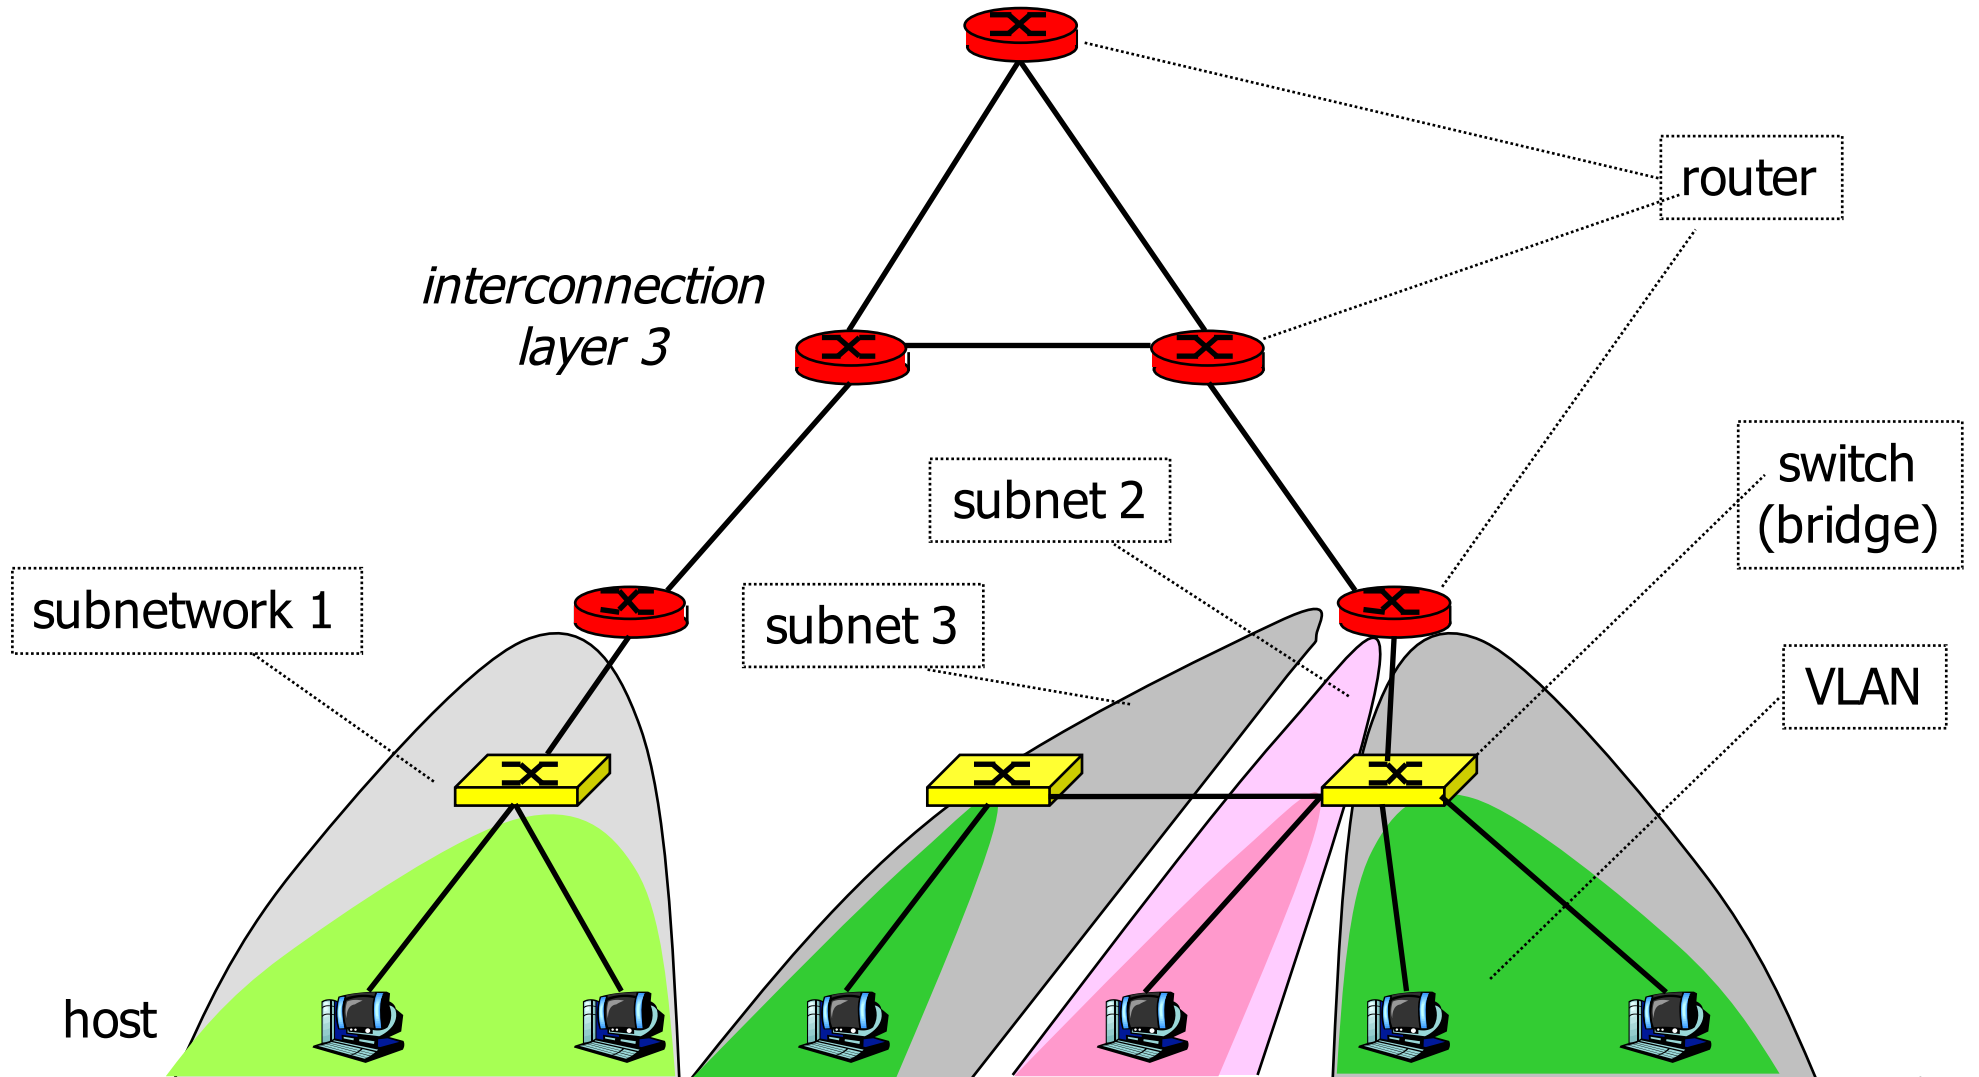 router
interconnection
layer 3
switch
(bridge)
subnet 2
subnetwork 1
subnet 3
VLAN
host